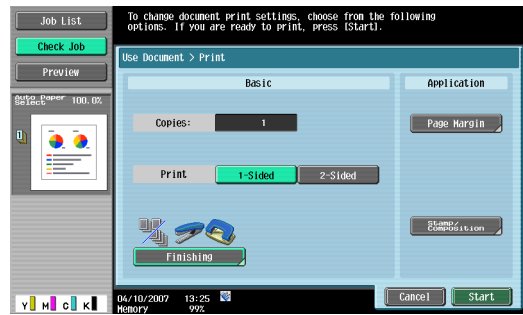 Job List
Check Job
Preview
Auto Paper Select 100.0%
1
Y M C K
To change document print settings, choose from the following
options. If you are ready to print, press [Start].
Use Document > Print
Basic
Copies: 1
Print 1-Sided 2-Sided
Finishing
Application
Page Margin
Stamp/
Composition
04/10/2007 13:25
Memory 99%
Cancel Start